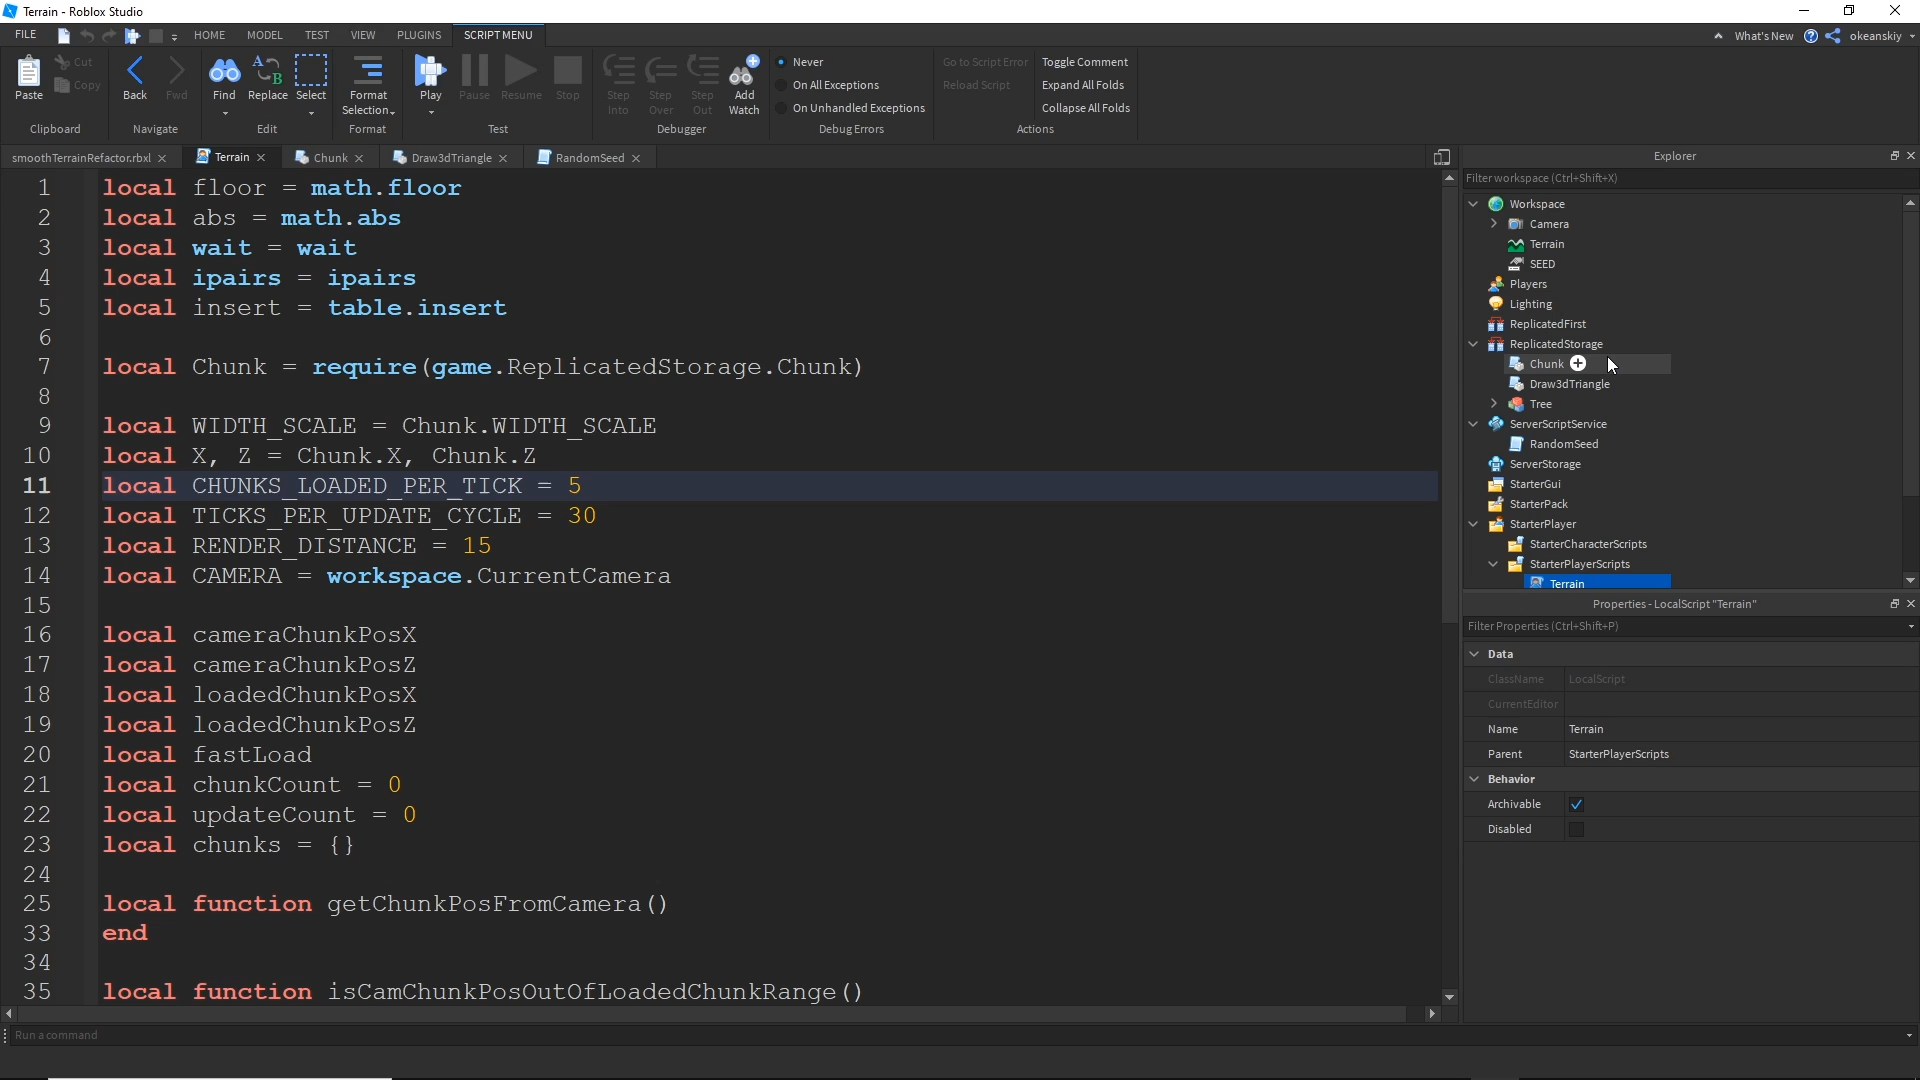 Terrain - Roblox Studio
FILE HOME MODEL TEST VIEW PLUGINS SCRIPT MENU What's New okeanskiy
Paste Cut Copy Back Fwd Find Replace Select Format Selection Play Pause Resume Stop Step Into Step Over Step Out Add Watch
Never
On All Exceptions
On Unhandled Exceptions
Go to Script Error
Reload Script
Toggle Comment
Expand All Folds
Collapse All Folds
Clipboard Navigate Edit Format Test Debugger Debug Errors Actions
smoothTerrainRefactor.rbxl Terrain Chunk Draw3dTriangle RandomSeed
1 local floor = math.floor
2 local abs = math.abs
3 local wait = wait
4 local ipairs = ipairs
5 local insert = table.insert
6
7 local Chunk = require(game.ReplicatedStorage.Chunk)
8
9 local WIDTH_SCALE = Chunk.WIDTH_SCALE
10 local X, Z = Chunk.X, Chunk.Z
11 local CHUNKS_LOADED_PER_TICK = 5
12 local TICKS_PER_UPDATE_CYCLE = 30
13 local RENDER_DISTANCE = 15
14 local CAMERA = workspace.CurrentCamera
15
16 local cameraChunkPosX
17 local cameraChunkPosZ
18 local loadedChunkPosX
19 local loadedChunkPosZ
20 local fastLoad
21 local chunkCount = 0
22 local updateCount = 0
23 local chunks = {}
24
25 local function getChunkPosFromCamera()
33 end
34
35 local function isCamChunkPosOutOfLoadedChunkRange()
Run a command
Explorer
Filter workspace (Ctrl+Shift+X)
Workspace
Camera
Terrain
SEED
Players
Lighting
ReplicatedFirst
ReplicatedStorage
Chunk
Draw3dTriangle
Tree
ServerScriptService
RandomSeed
ServerStorage
StarterGui
StarterPack
StarterPlayer
StarterCharacterScripts
StarterPlayerScripts
Terrain
Properties - LocalScript "Terrain"
Filter Properties (Ctrl+Shift+P)
Data
ClassName LocalScript
CurrentEditor
Name Terrain
Parent StarterPlayerScripts
Behavior
Archivable
Disabled